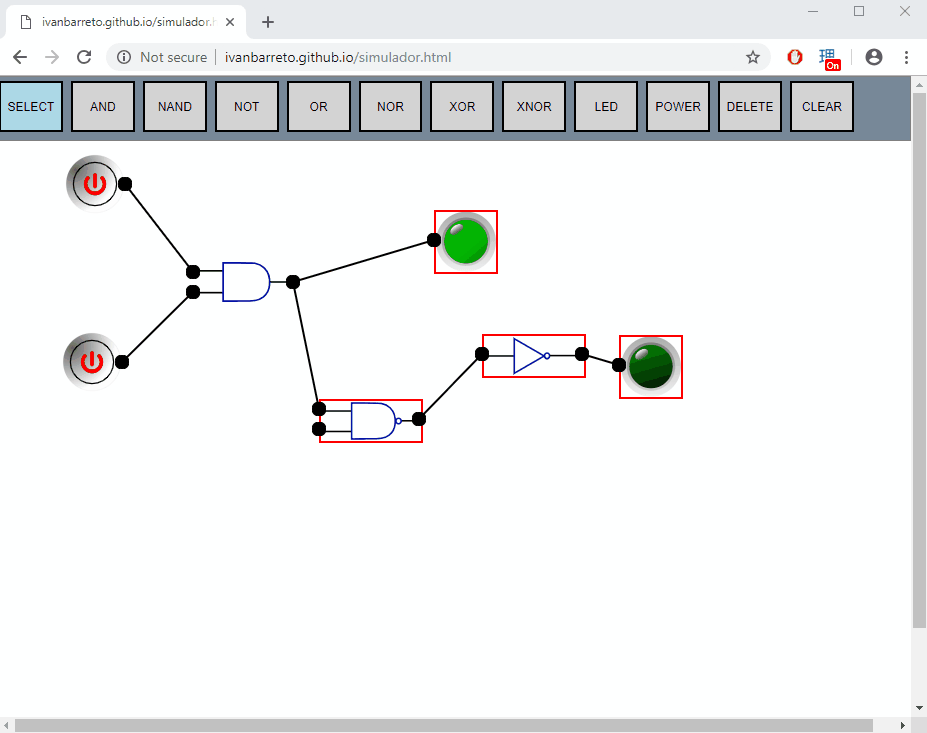 ivanbarreto.github.io/simulador.h
Not secure
ivanbarreto.github.io/simulador.html
理
On
SELECT
AND
NAND
NOT
OR
NOR
XOR
XNOR
LED
POWER
DELETE
CLEAR